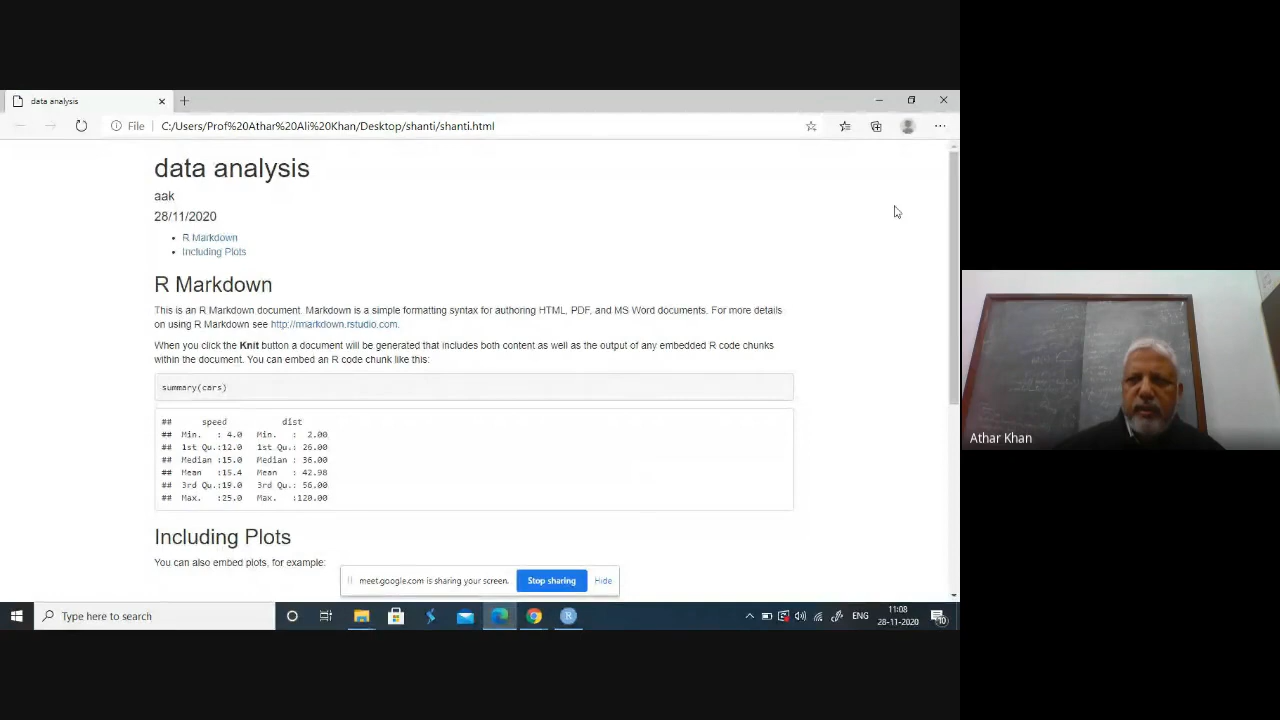 data analysis
File
C:/Users/Prof%20Athar%20Ali%20Khan/Desktop/shanti/shanti.html
data analysis
aak
28/11/2020
R Markdown
Including Plots
R Markdown
This is an R Markdown document. Markdown is a simple formatting syntax for authoring HTML, PDF, and MS Word documents. For more details
on using R Markdown see http://rmarkdown.rstudio.com.
When you click the Knit button a document will be generated that includes both content as well as the output of any embedded R code chunks
within the document. You can embed an R code chunk like this:
summary(cars)
## speed dist
## Min. : 4.0 Min. : 2.00
## 1st Qu.:12.0 1st Qu.: 26.00
## Median :15.0 Median : 36.00
## Mean :15.4 Mean : 42.98
## 3rd Qu.:19.0 3rd Qu.: 56.00
## Max. :25.0 Max. :120.00
Including Plots
You can also embed plots, for example:
meet.google.com is sharing your screen. Stop sharing Hide
Athar Khan
Type here to search
ENG
11:08
28-11-2020
10